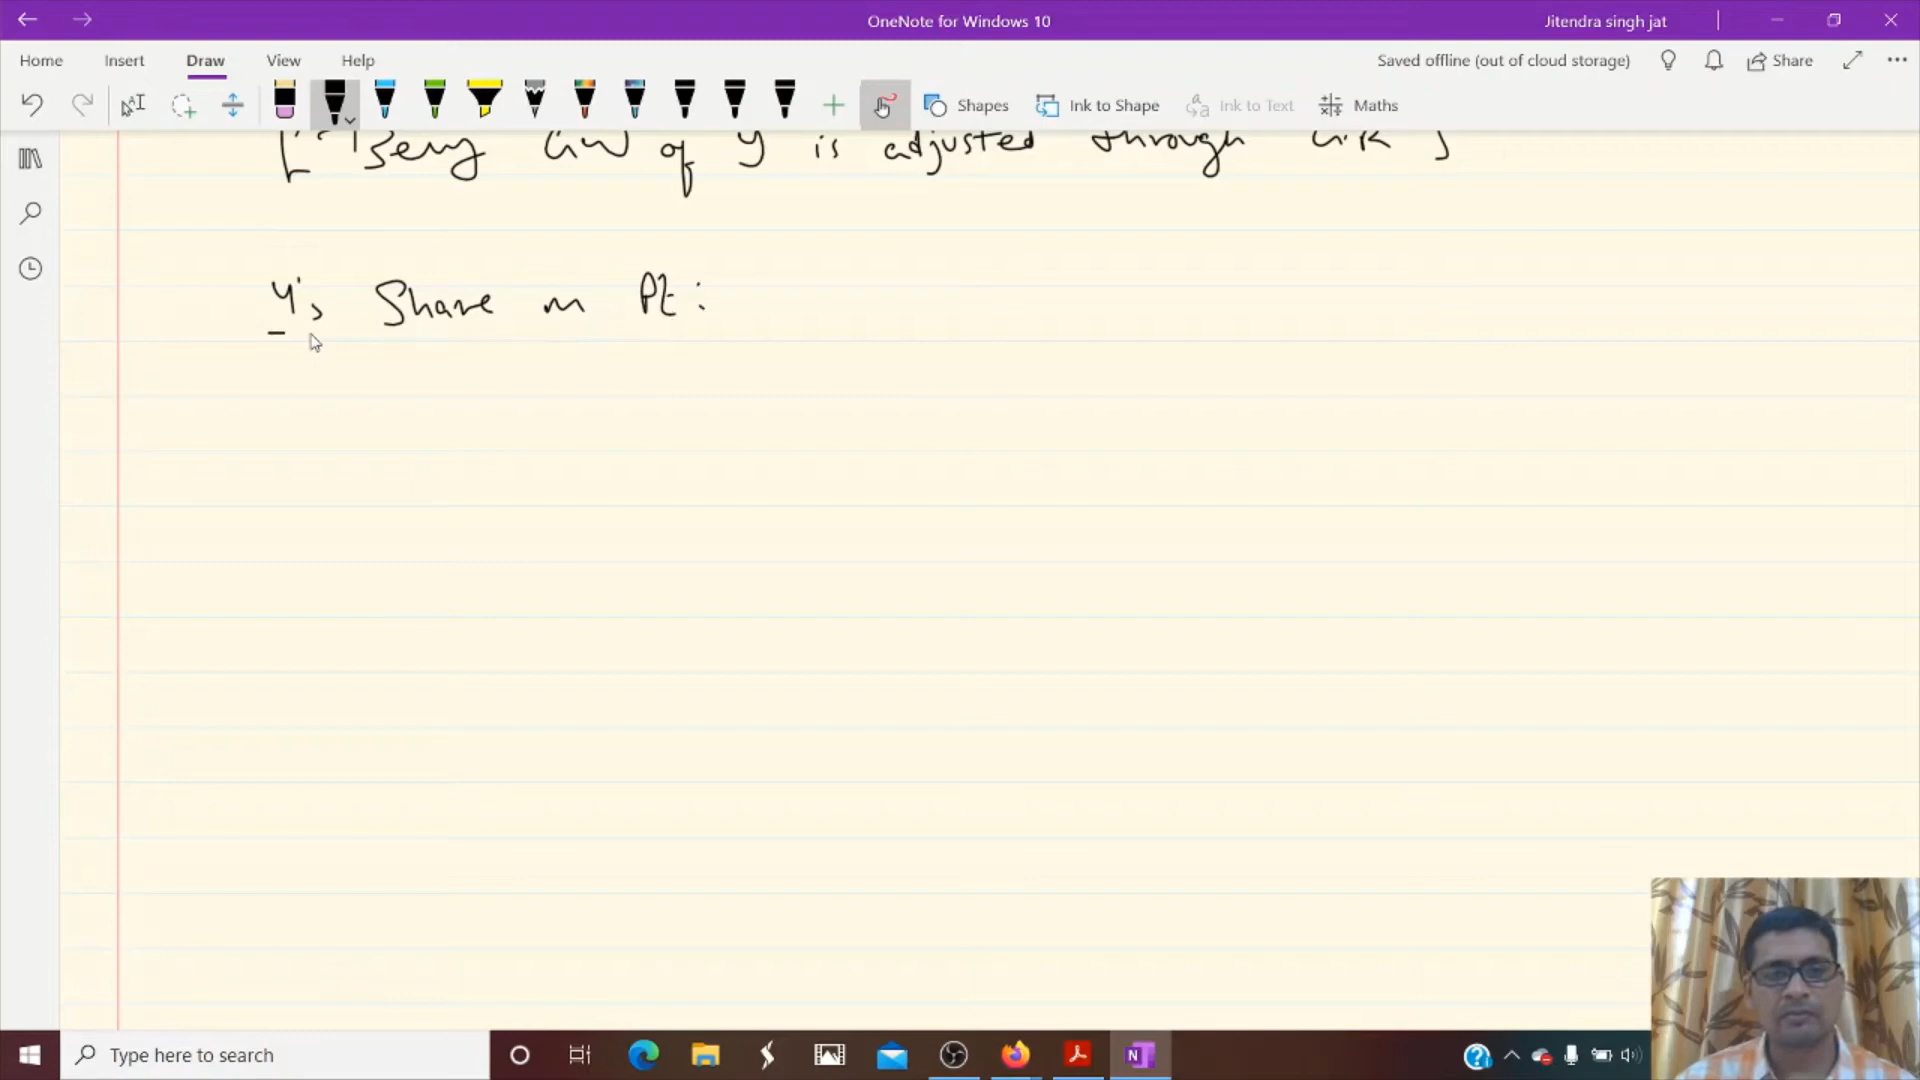 OneNote for Windows 10
Jitendra singh jat
Home Insert Draw View Help
Saved offline (out of cloud storage) Share
Shapes Ink to Shape Ink to Text Maths
[ Being GW of Y is adjusted through
Y's Share in Pt:
Type here to search